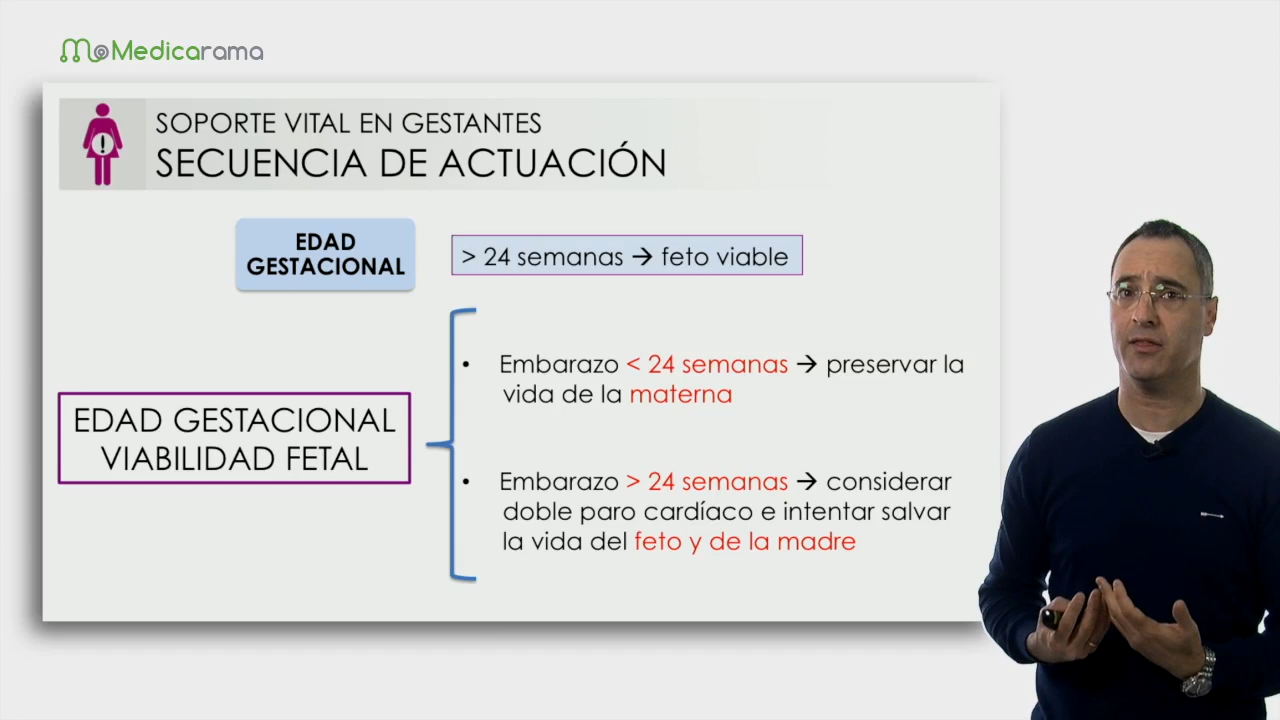 Medicarama
SOPORTE VITAL EN GESTANTES
SECUENCIA DE ACTUACIÓN
EDAD
GESTACIONAL
> 24 semanas → feto viable
EDAD GESTACIONAL
VIABILIDAD FETAL
• Embarazo < 24 semanas → preservar la
vida de la materna
• Embarazo > 24 semanas → considerar
doble paro cardíaco e intentar salvar
la vida del feto y de la madre